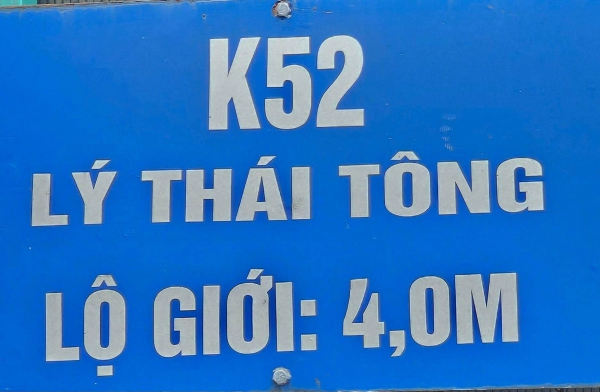 K52
LÝ THÁI TÔNG
LỘ GIỚI: 4,0M